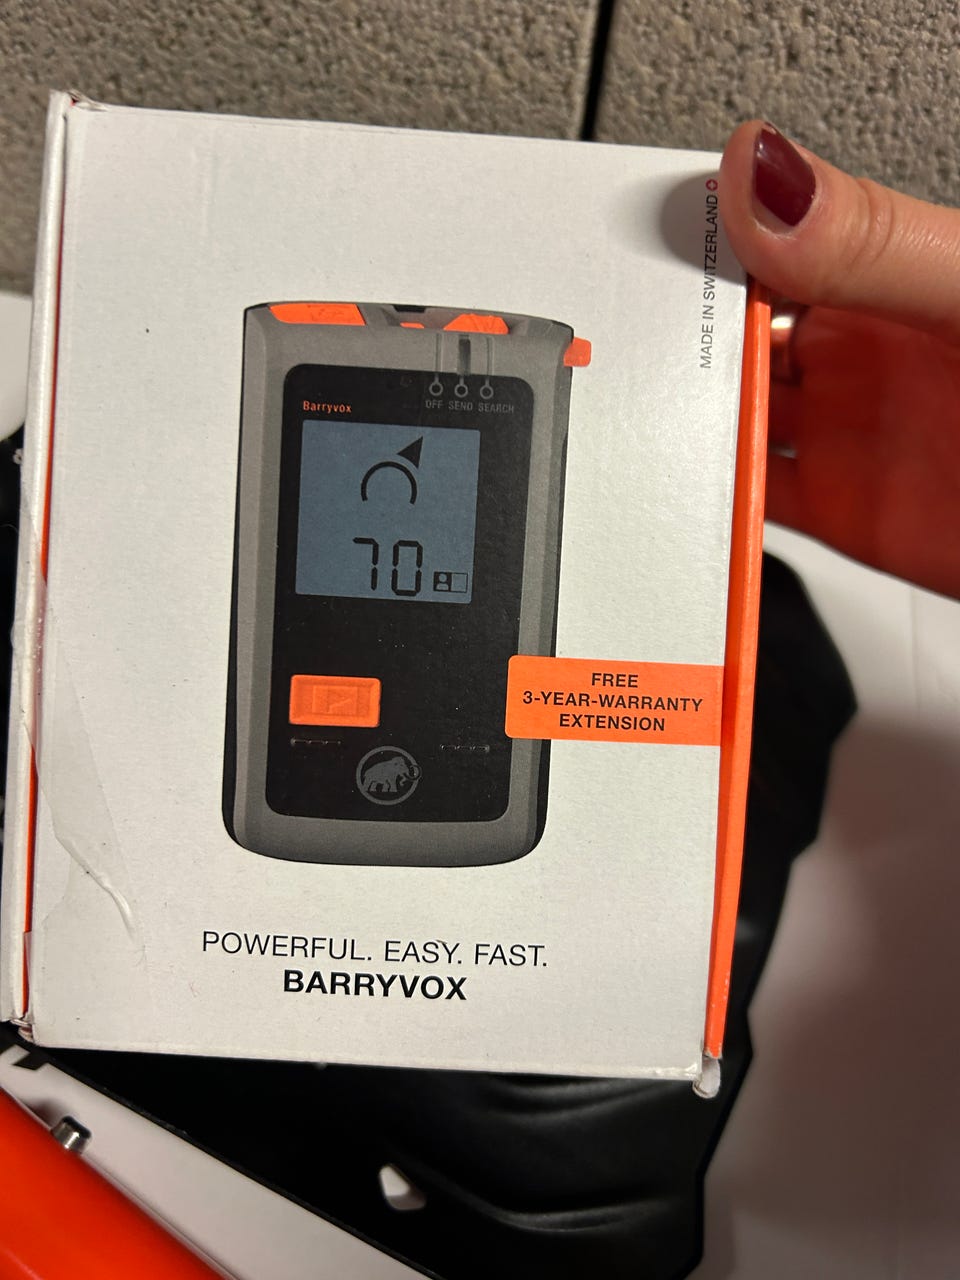 MADE IN SWITZERLAND
OFF SEND SEARCH
Barryvox
70
FREE
3-YEAR-WARRANTY
EXTENSION
POWERFUL. EASY. FAST.
BARRYVOX